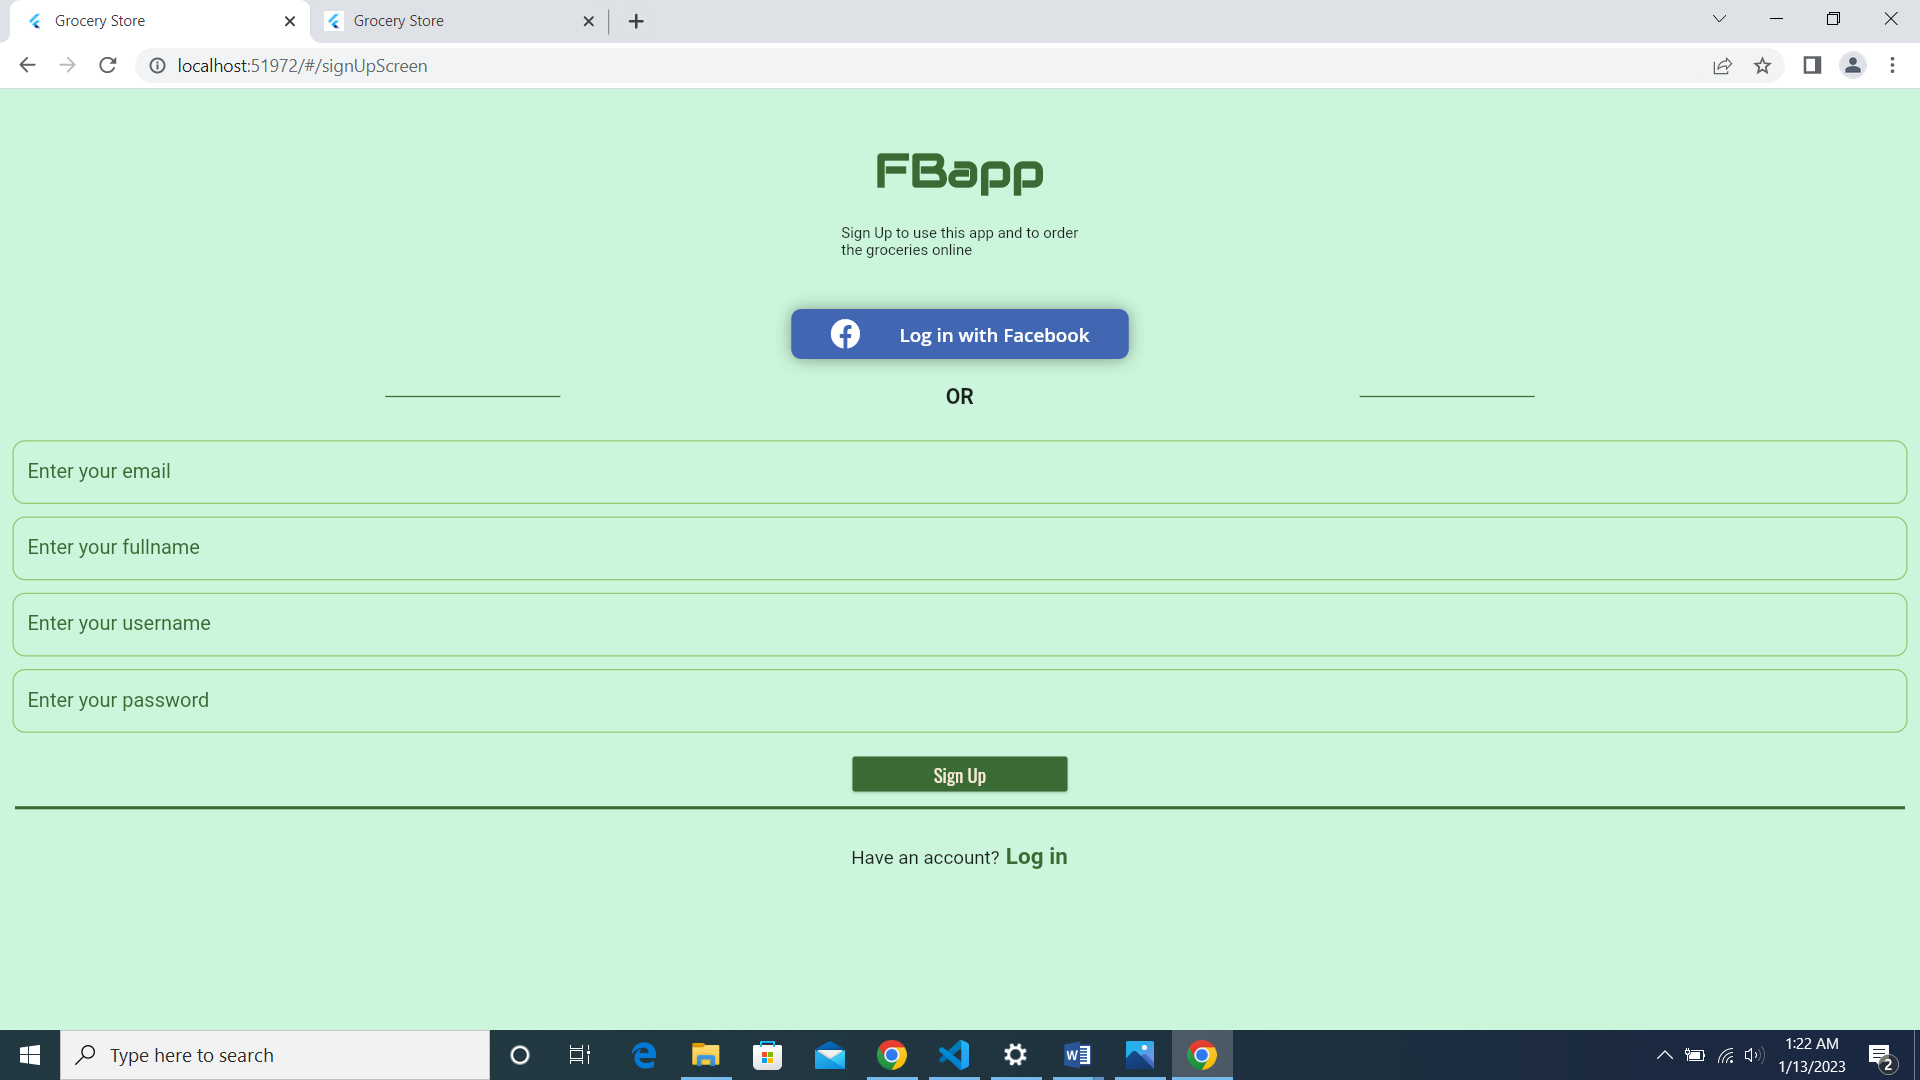 Grocery Store
Grocery Store
localhost:51972/#/signUpScreen
FBapp
Sign Up to use this app and to order
the groceries online
Log in with Facebook
OR
Enter your email
Enter your fullname
Enter your username
Enter your password
Sign Up
Have an account? Log in
Type here to search
1:22 AM
1/13/2023
2